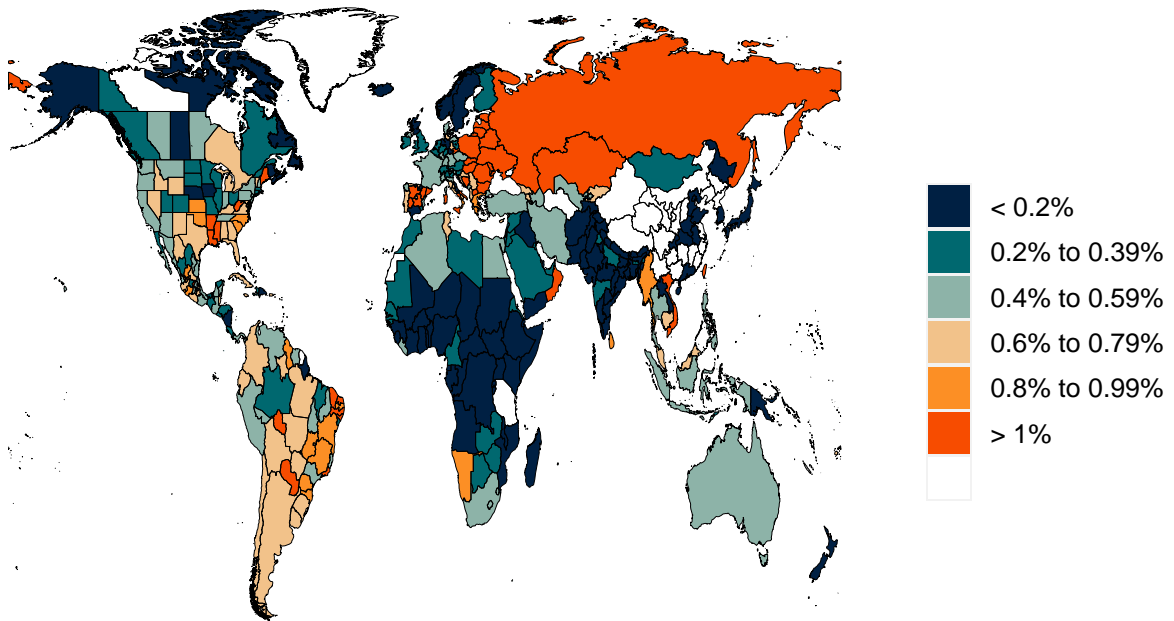 < 0.2%
0.2% to 0.39%
0.4% to 0.59%
0.6% to 0.79%
0.8% to 0.99%
> 1%